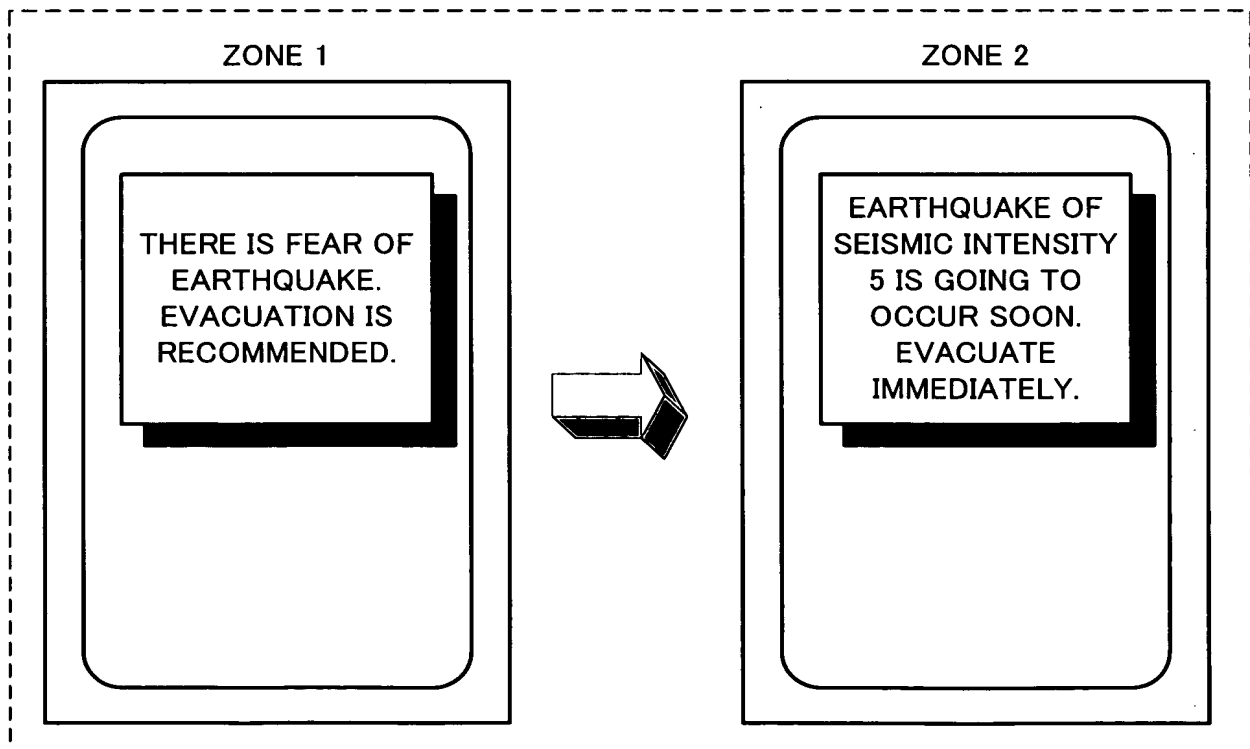 ZONE 1
THERE IS FEAR OF
EARTHQUAKE.
EVACUATION IS
RECOMMENDED.
ZONE 2
EARTHQUAKE OF
SEISMIC INTENSITY
5 IS GOING TO
OCCUR SOON.
EVACUATE
IMMEDIATELY.